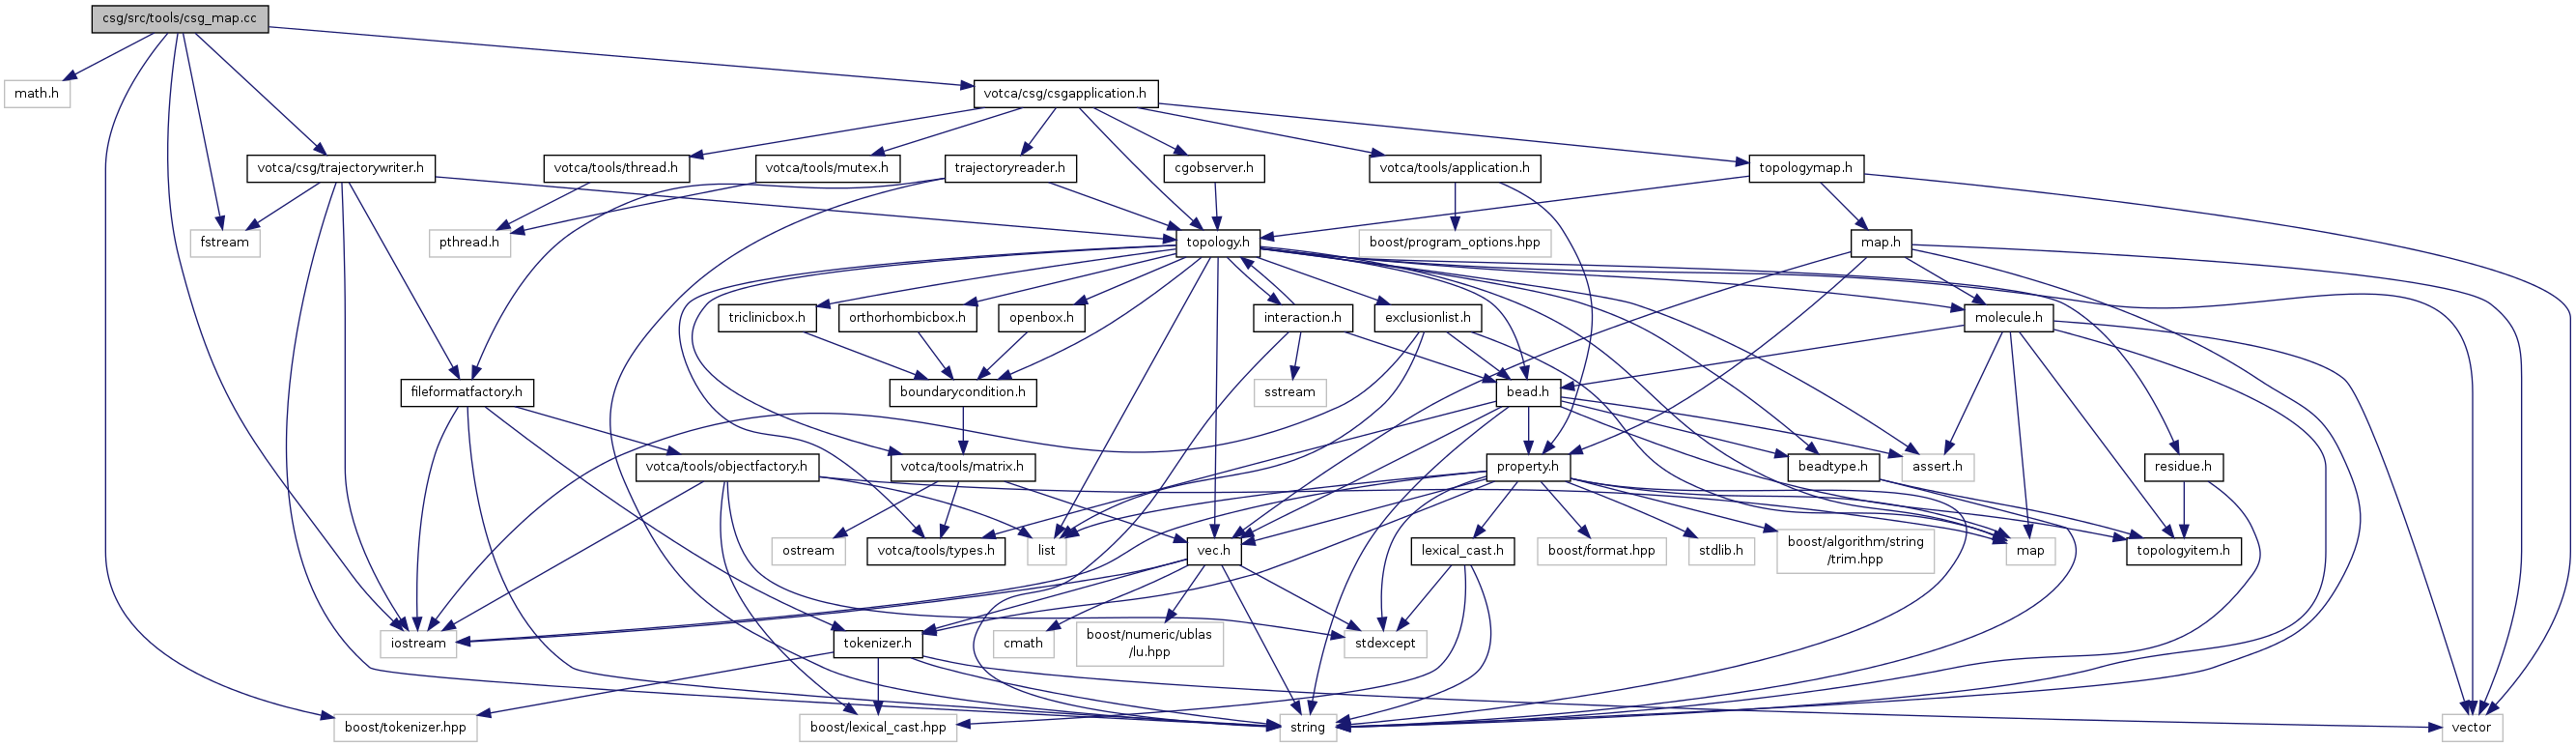 csg/src/tools/csg_map.cc
math.h
votca/csg/csgapplication.h
votca/csg/trajectorywriter.h
votca/tools/thread.h
votca/tools/mutex.h
trajectoryreader.h
cgobserver.h
votca/tools/application.h
topologymap.h
fstream
pthread.h
topology.h
boost/program_options.hpp
map.h
triclinicbox.h
orthorhombicbox.h
openbox.h
interaction.h
exclusionlist.h
molecule.h
fileformatfactory.h
boundarycondition.h
sstream
bead.h
votca/tools/objectfactory.h
votca/tools/matrix.h
property.h
beadtype.h
assert.h
residue.h
ostream
votca/tools/types.h
list
vec.h
lexical_cast.h
boost/format.hpp
stdlib.h
boost/algorithm/string
/trim.hpp
map
topologyitem.h
iostream
tokenizer.h
cmath
boost/numeric/ublas
/lu.hpp
stdexcept
boost/tokenizer.hpp
boost/lexical_cast.hpp
string
vector